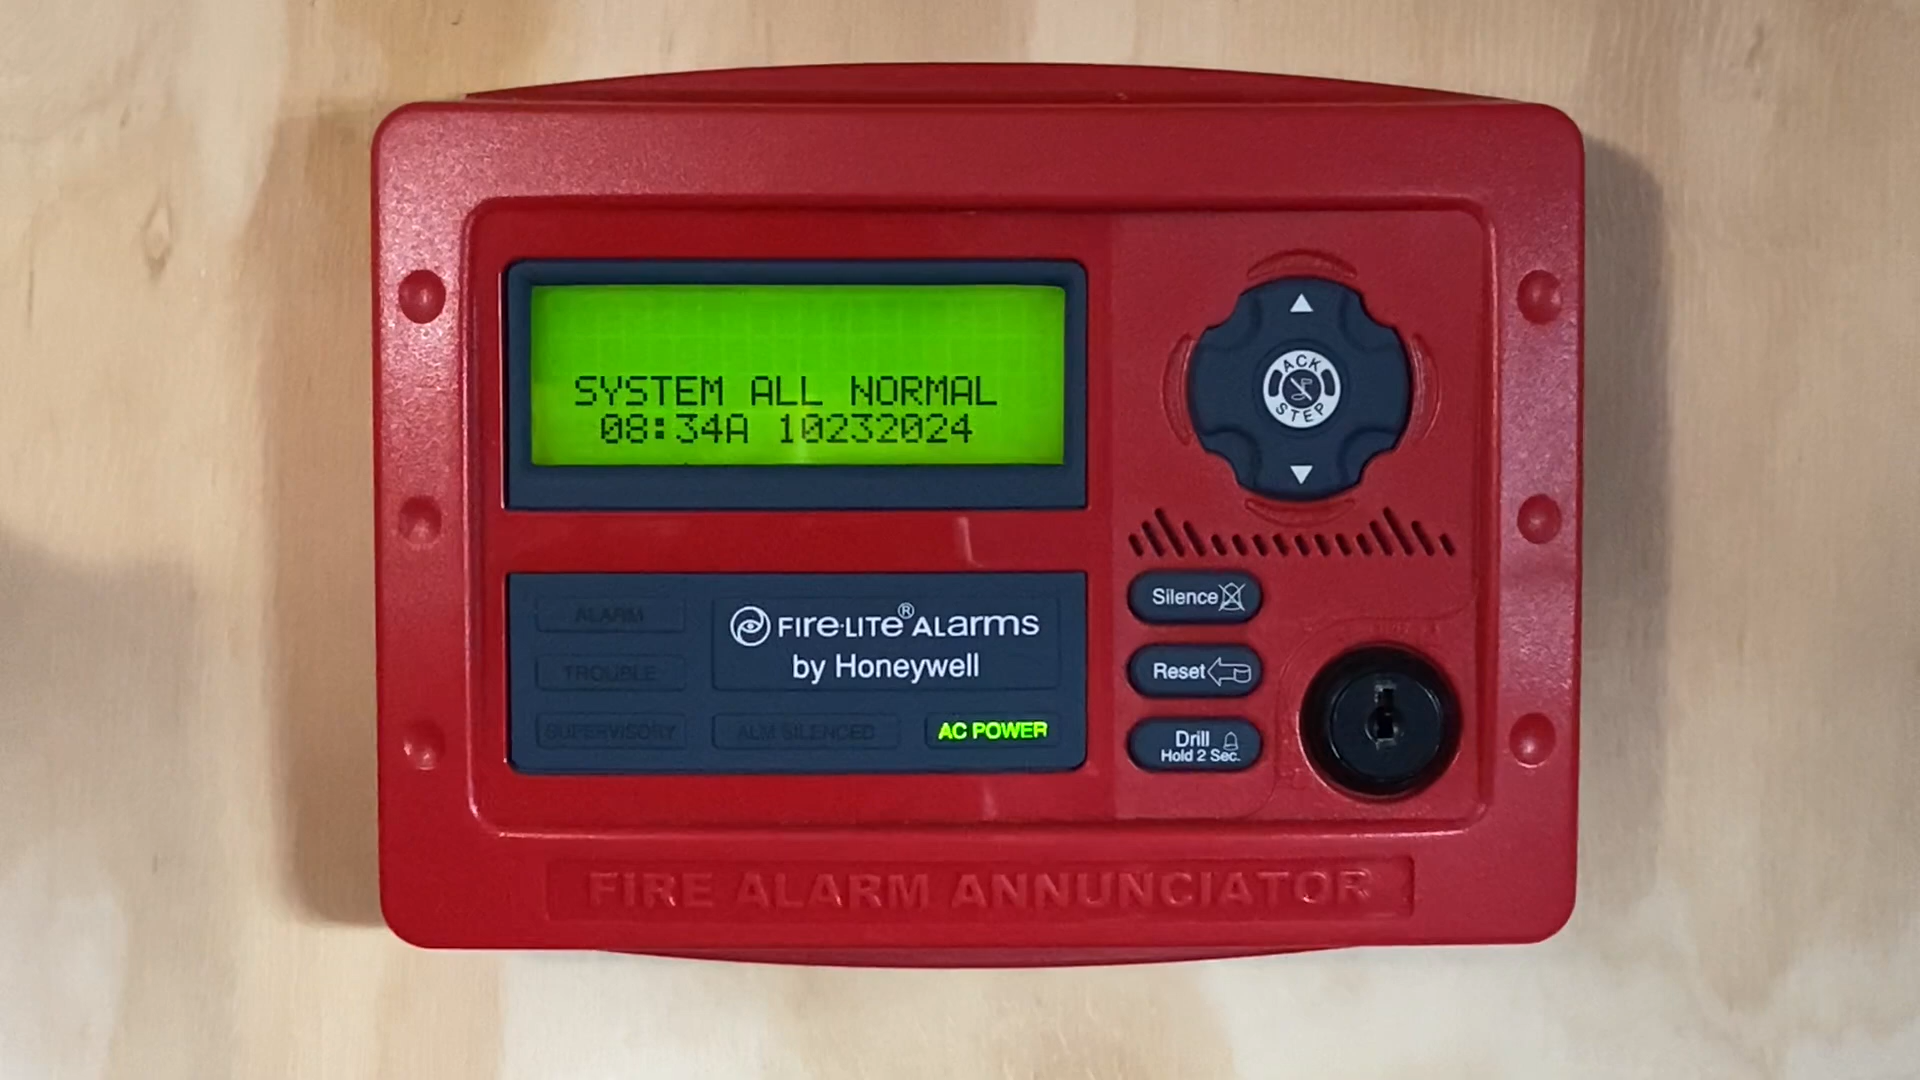 SYSTEM ALL NORMAL
08:34A 10232024
ACK
STEP
ALARM
TROUBLE
SUPERVISORY
FIRE·LITE® ALARMS
by Honeywell
ALM SILENCED
AC POWER
Silence
Reset
Drill
Hold 2 Sec.
FIRE ALARM ANNUNCIATOR